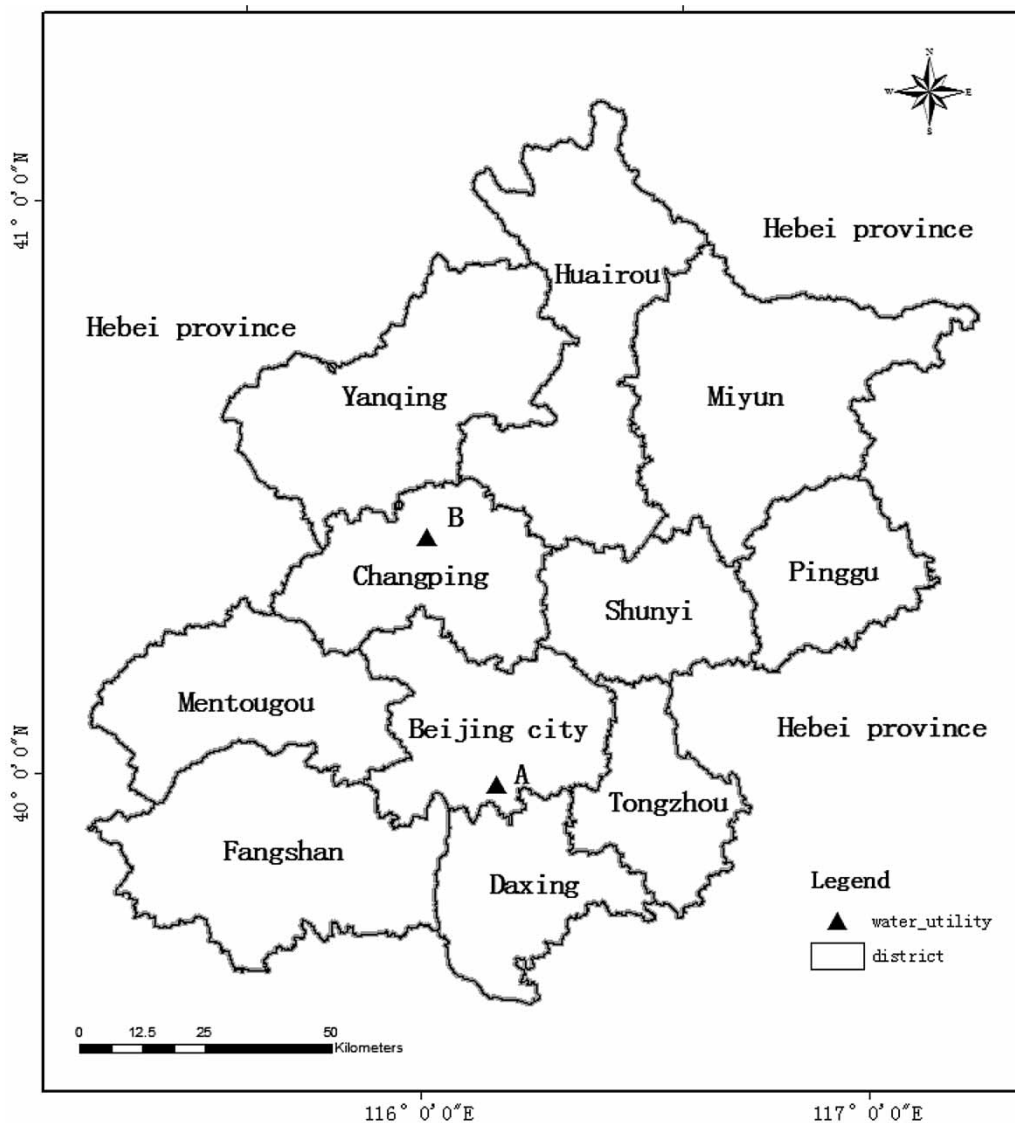 N
W E
S
41° 0′0″N
Hebei province
Huairou
Hebei province
Yanqing
Miyun
B
Changping
Pinggu
Shunyi
Mentougou
Beijing city
Hebei province
40° 0′0″N
A
Tongzhou
Fangshan
Daxing
Legend
water_utility
district
0 12.5 25 50
Kilometers
116° 0′0″E
117° 0′0″E